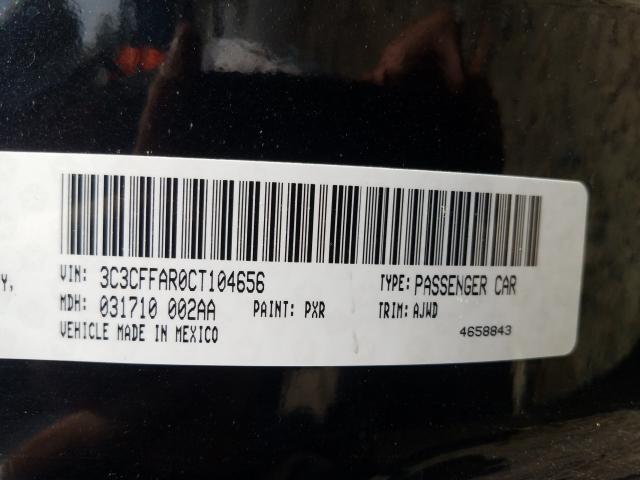 Y,
VIN: 3C3CFFAR0CT104656 TYPE: PASSENGER CAR
MDH: 031710 002AA PAINT: PXR TRIM: AJWD
VEHICLE MADE IN MEXICO 4658843